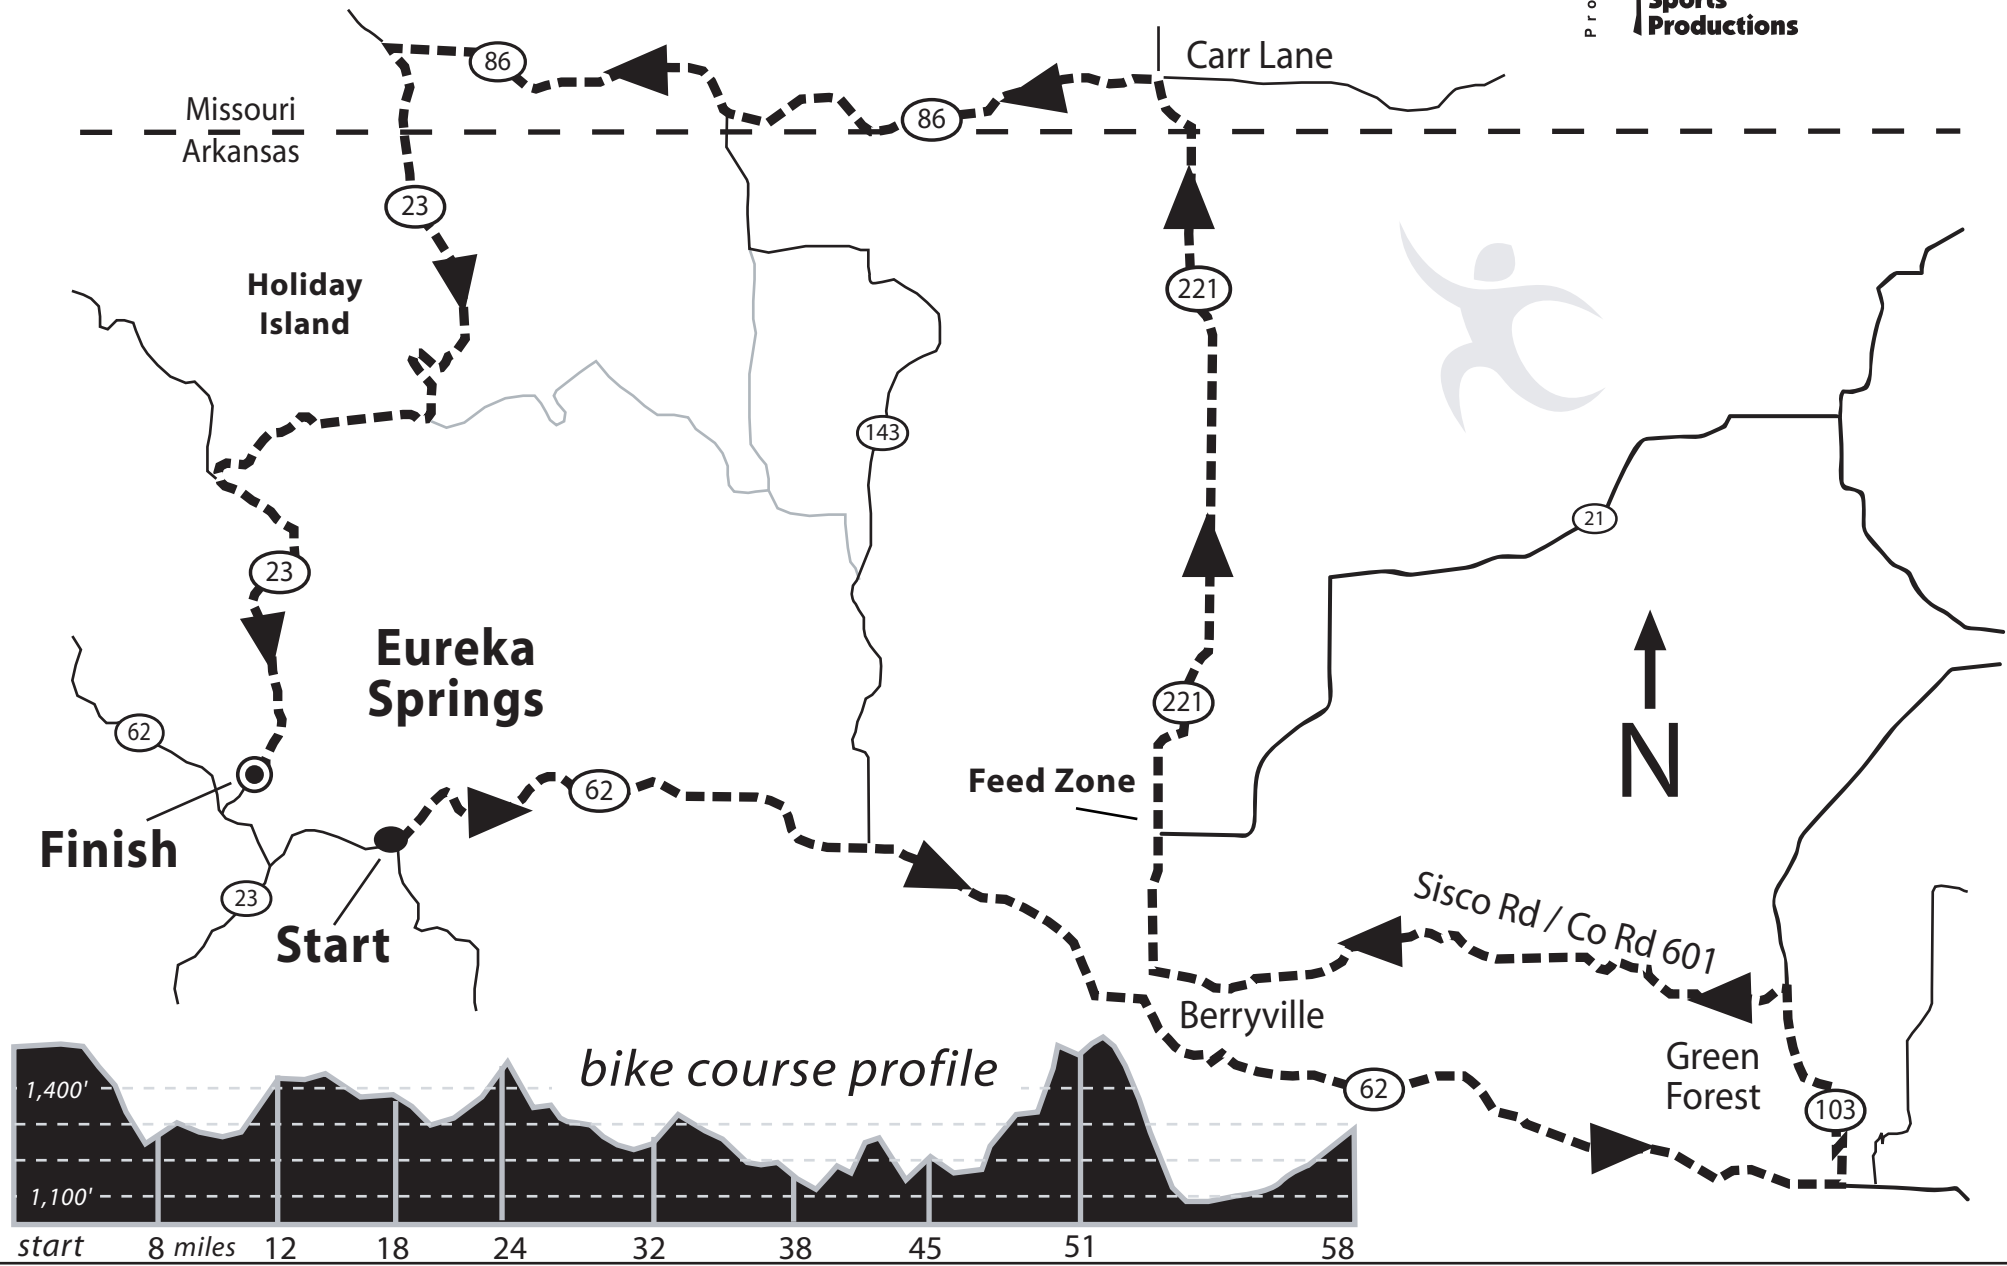 Pro
Sports
Productions
Carr Lane
86
86
Missouri
Arkansas
23
Holiday
Island
221
143
21
23
Eureka
Springs
62
221
N
Feed Zone
62
Finish
23
Start
Sisco Rd / Co Rd 601
Berryville
Green
Forest
62
103
bike course profile
1,400'
1,100'
start 8 miles 12 18 24 32 38 45 51 58